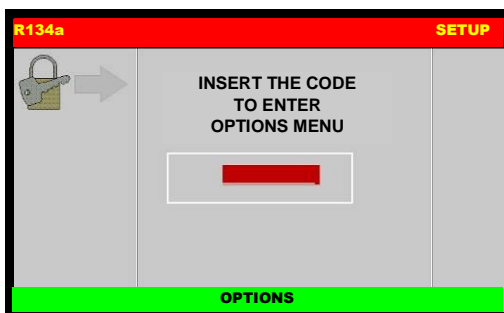 R134a SETUP
INSERT THE CODE
TO ENTER
OPTIONS MENU
OPTIONS